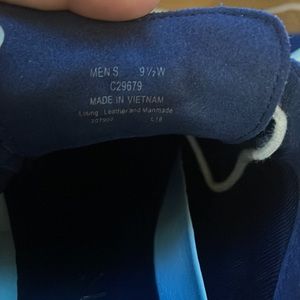 MEN'S 9½W
C29679
MADE IN VIETNAM
Lining: Leather and Manmade